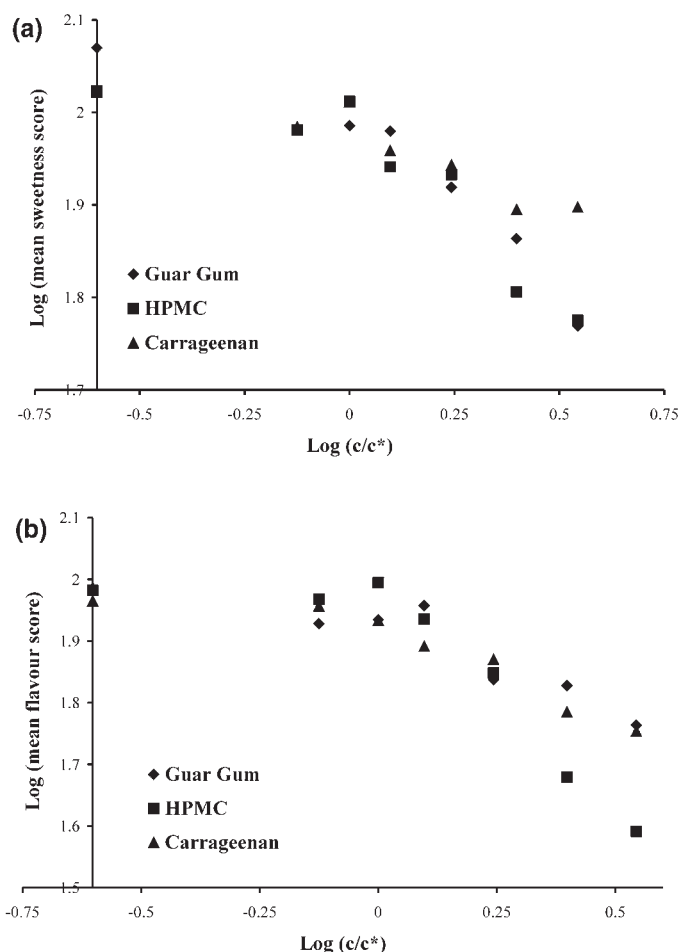 (a)
2.1
2
1.9
1.8
1.7
Log (mean sweetness score)
Guar Gum
HPMC
Carrageenan
-0.75 -0.5 -0.25 0 0.25 0.5 0.75
Log (c/c*)
(b)
2.1
2
1.9
1.8
1.7
1.6
1.5
Log (mean flavour score)
Guar Gum
HPMC
Carrageenan
-0.75 -0.5 -0.25 0 0.25 0.5
Log (c/c*)